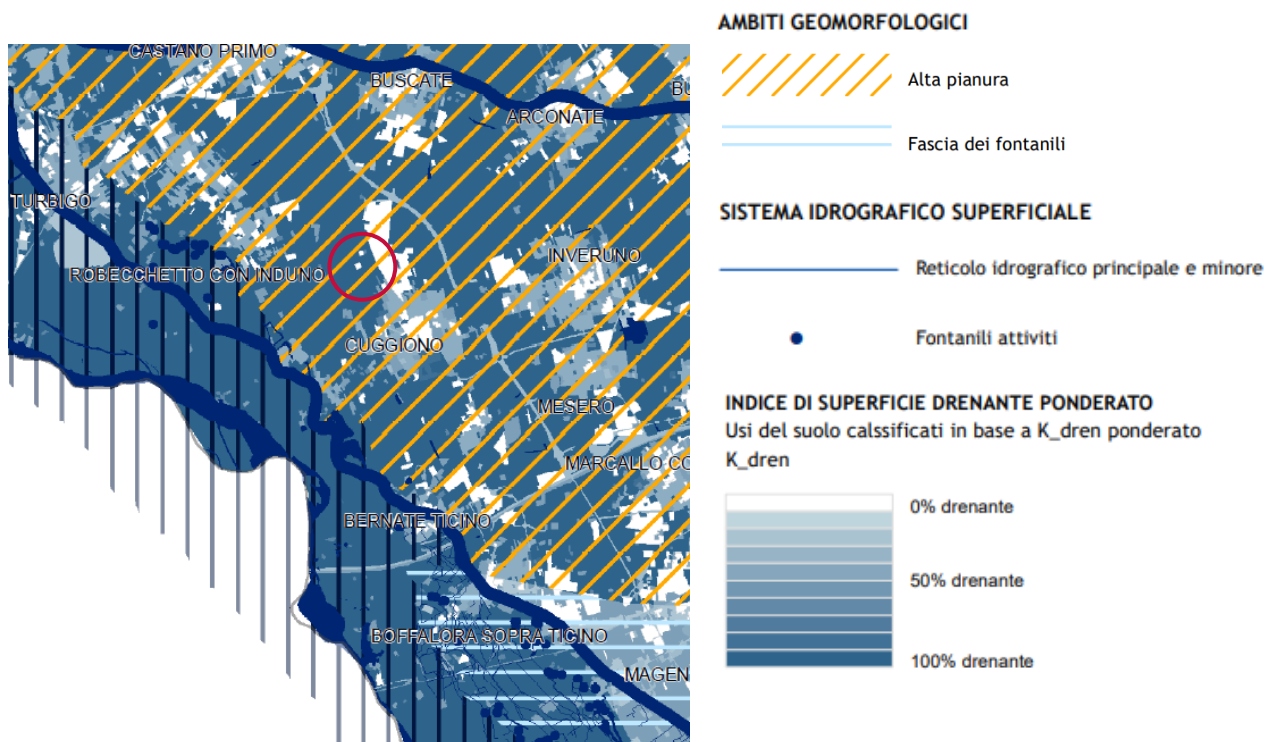 CASTANO PRIMO
BUSCATE
BU
ARCONATE
TURBIGO
INVERUNO
ROBECCHETTO CON INDUNO
CUGGIONO
MESERO
MARCALLO CO
BERNATE TICINO
BOFFALORA SOPRA TICINO
MAGEN
AMBITI GEOMORFOLOGICI
Alta pianura
Fascia dei fontanili
SISTEMA IDROGRAFICO SUPERFICIALE
Reticolo idrografico principale e minore
Fontanili attiviti
INDICE DI SUPERFICIE DRENANTE PONDERATO
Usi del suolo calssificati in base a K_dren ponderato
K_dren
0% drenante
50% drenante
100% drenante